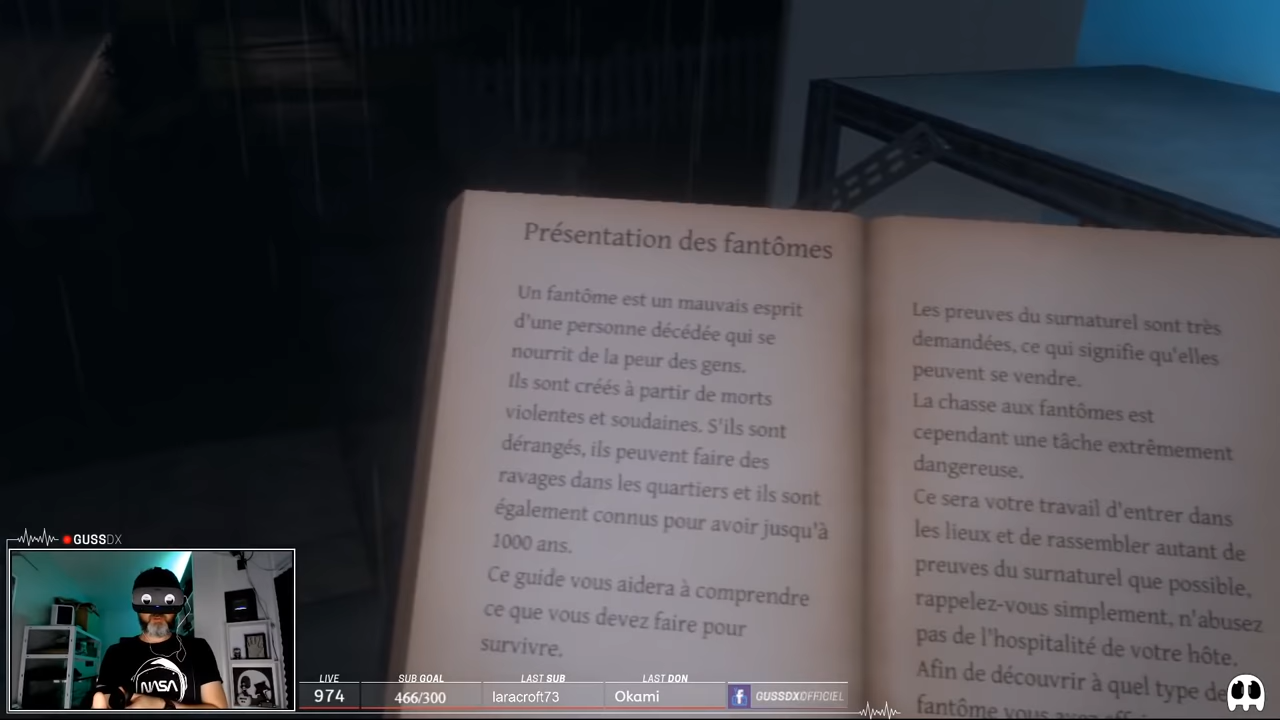 Présentation des fantômes
Un fantôme est un mauvais esprit
d'une personne décédée qui se
nourrit de la peur des gens.
Ils sont créés à partir de morts
violentes et soudaines. S'ils sont
dérangés, ils peuvent faire des
ravages dans les quartiers et ils sont
également connus pour avoir jusqu'à
1000 ans.
Ce guide vous aidera à comprendre
ce que vous devez faire pour
survivre.
Les preuves du surnaturel sont très
demandées, ce qui signifie qu'elles
peuvent se vendre.
La chasse aux fantômes est
cependant une tâche extrêmement
dangereuse.
Ce sera votre travail d'entrer dans
les lieux et de rassembler autant de
preuves du surnaturel que possible,
rappelez-vous simplement, n'abusez
pas de l'hospitalité de votre hôte.
Afin de découvrir à quel type de
fantôme vous avez
GUSSDX
NASA
LIVE
974
SUB GOAL
466/300
LAST SUB
laracroft73
LAST DON
Okami
GUSSDXOFFICIEL